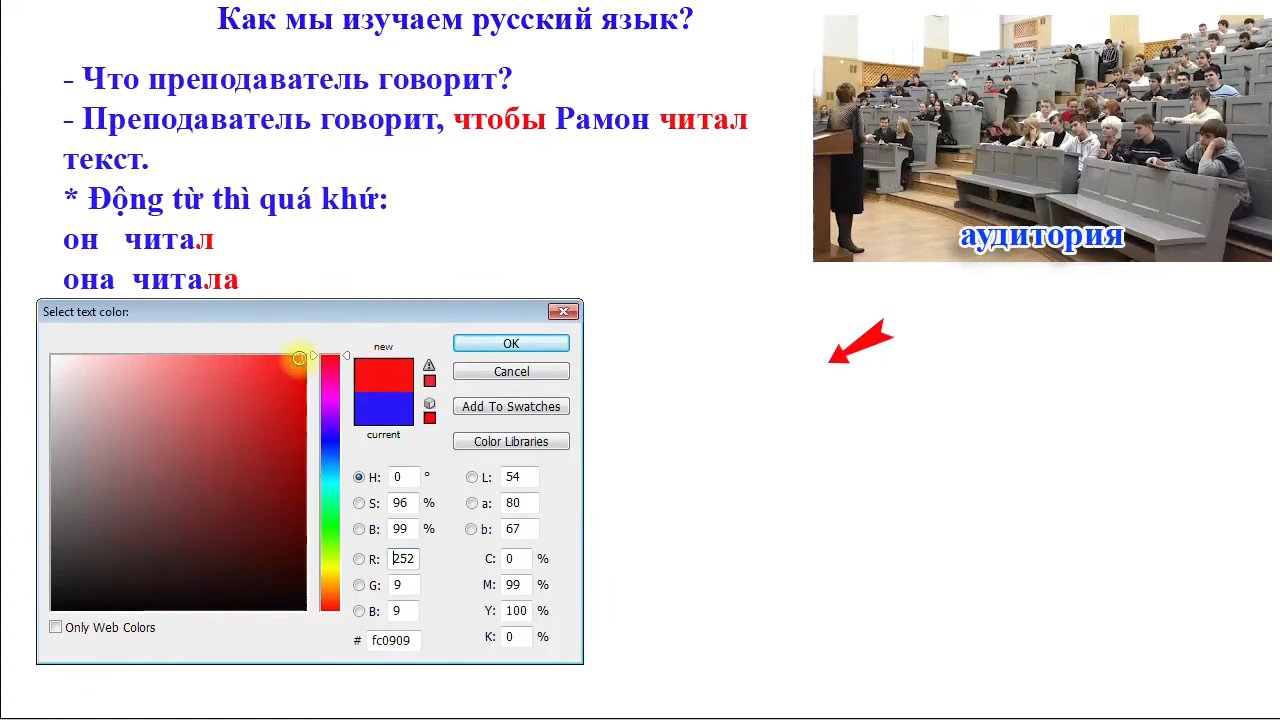 Как мы изучаем русский язык?
- Что преподаватель говорит?
- Преподаватель говорит, чтобы Рамон читал
текст.
* Động từ thì quá khứ:
он читал
она читала
аудитория
Select text color:
new
current
OK
Cancel
Add To Swatches
Color Libraries
H: 0 °
S: 96 %
B: 99 %
R: 252
G: 9
B: 9
# fc0909
L: 54
a: 80
b: 67
C: 0 %
M: 99 %
Y: 100 %
K: 0 %
Only Web Colors